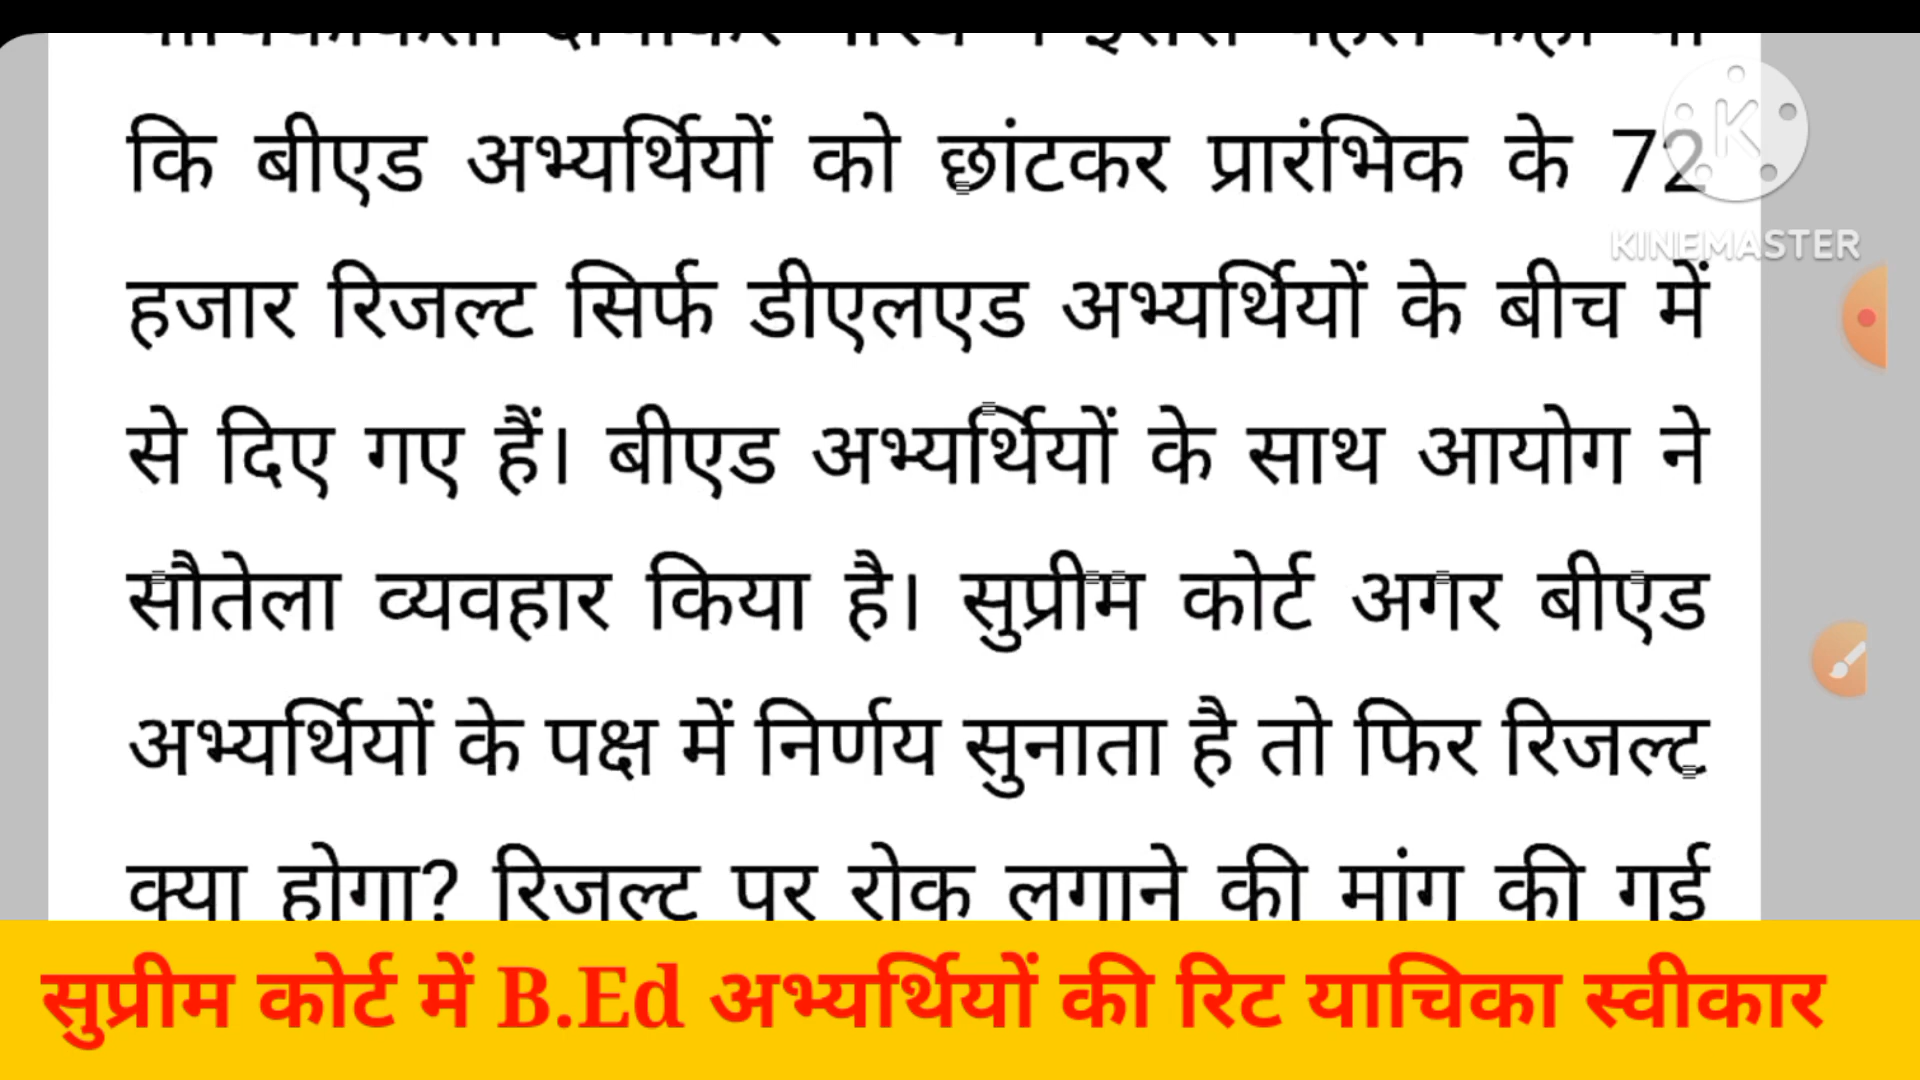 कि बीएड अभ्यर्थियों को छांटकर प्रारंभिक के 72
KINEMASTER
हजार रिजल्ट सिर्फ डीएलएड अभ्यर्थियों के बीच में
से दिए गए हैं। बीएड अभ्यर्थियों के साथ आयोग ने
सौतेला व्यवहार किया है। सुप्रीम कोर्ट अगर बीएड
अभ्यर्थियों के पक्ष में निर्णय सुनाता है तो फिर रिजल्ट
क्या होगा? रिजल्ट पर रोक लगाने की मांग की गई
सुप्रीम कोर्ट में B.Ed अभ्यर्थियों की रिट याचिका स्वीकार